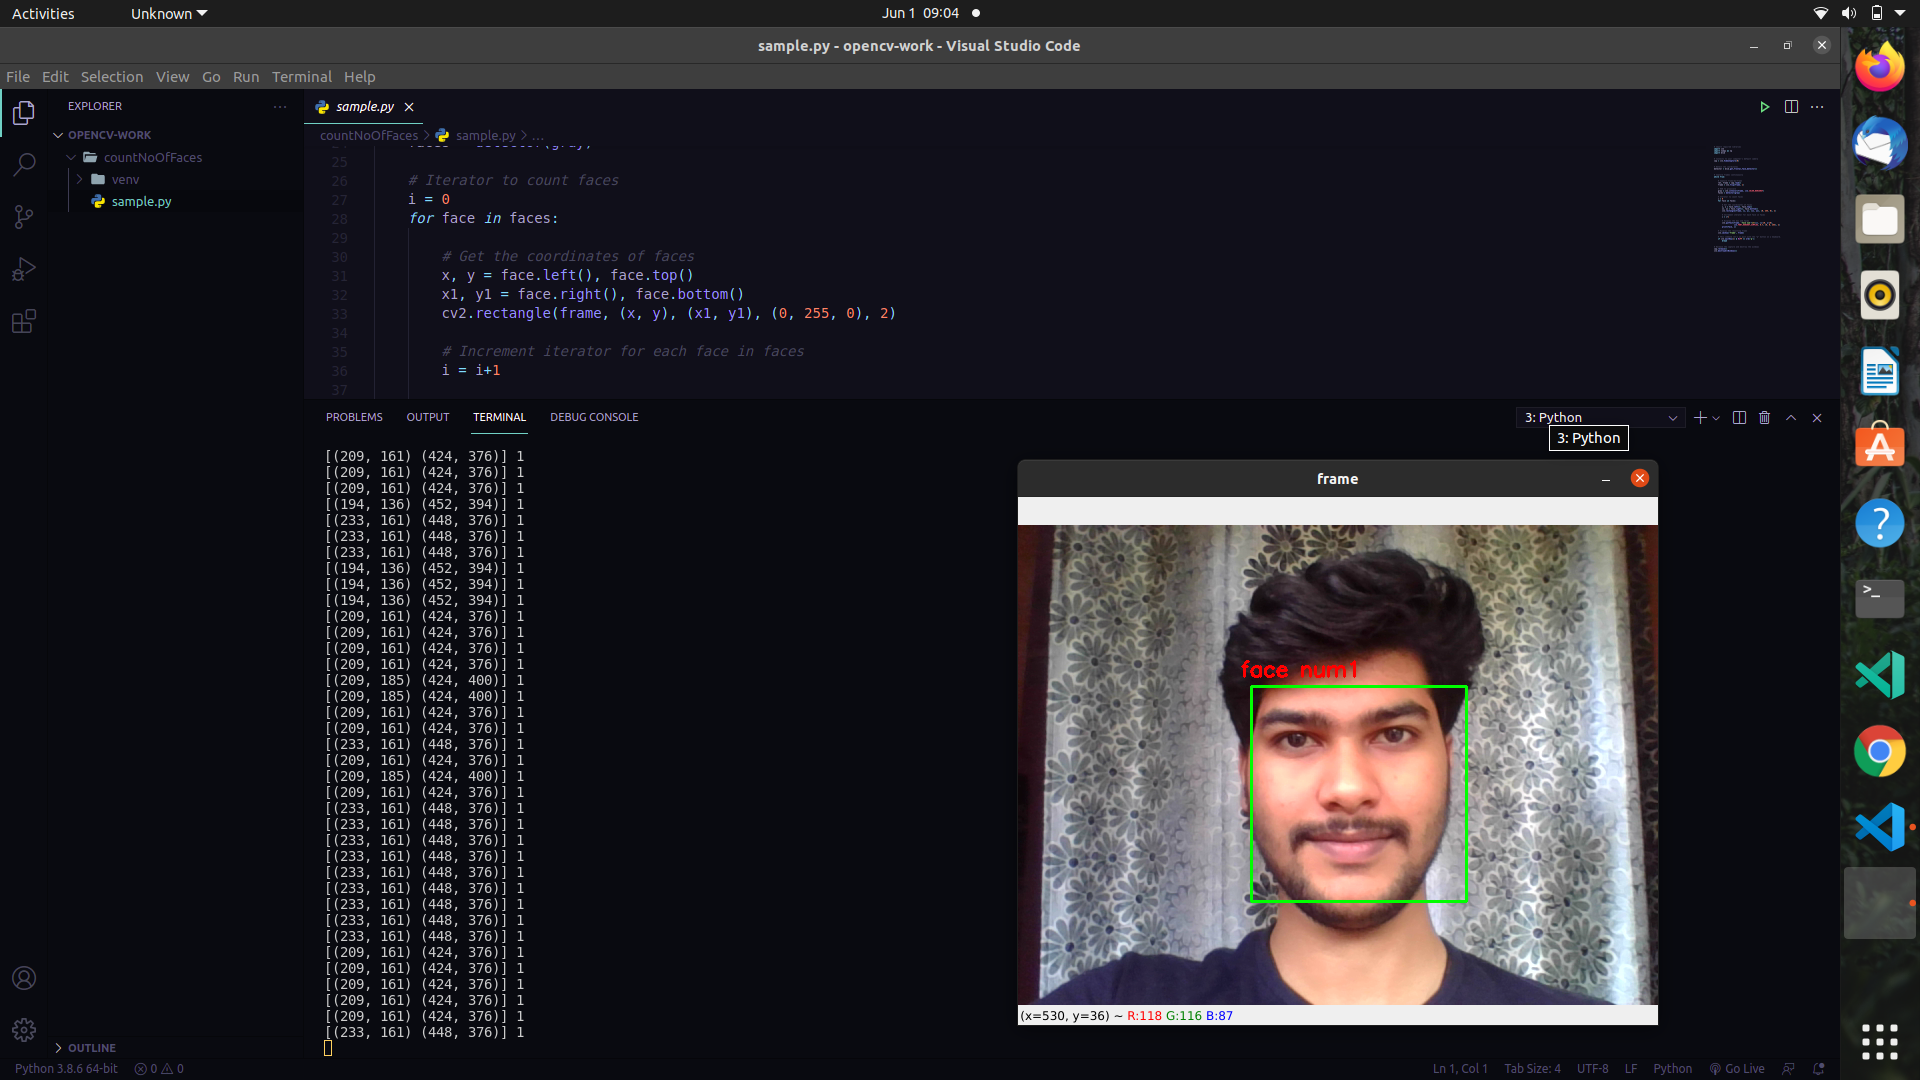 Activities
Unknown
Jun 1 09:04
sample.py - opencv-work - Visual Studio Code
File Edit Selection View Go Run Terminal Help
EXPLORER
OPENCV-WORK
countNoOfFaces
venv
sample.py
OUTLINE
sample.py
countNoOfFaces > sample.py > ...
25
26 # Iterator to count faces
27 i = 0
28 for face in faces:
29
30 # Get the coordinates of faces
31 x, y = face.left(), face.top()
32 x1, y1 = face.right(), face.bottom()
33 cv2.rectangle(frame, (x, y), (x1, y1), (0, 255, 0), 2)
34
35 # Increment iterator for each face in faces
36 i = i+1
37
PROBLEMS OUTPUT TERMINAL DEBUG CONSOLE
3: Python
3: Python
[(209, 161) (424, 376)] 1
[(209, 161) (424, 376)] 1
[(209, 161) (424, 376)] 1
[(194, 136) (452, 394)] 1
[(233, 161) (448, 376)] 1
[(233, 161) (448, 376)] 1
[(233, 161) (448, 376)] 1
[(194, 136) (452, 394)] 1
[(194, 136) (452, 394)] 1
[(194, 136) (452, 394)] 1
[(209, 161) (424, 376)] 1
[(209, 161) (424, 376)] 1
[(209, 161) (424, 376)] 1
[(209, 161) (424, 376)] 1
[(209, 185) (424, 400)] 1
[(209, 185) (424, 400)] 1
[(209, 161) (424, 376)] 1
[(209, 161) (424, 376)] 1
[(233, 161) (448, 376)] 1
[(209, 161) (424, 376)] 1
[(209, 185) (424, 400)] 1
[(209, 161) (424, 376)] 1
[(233, 161) (448, 376)] 1
[(233, 161) (448, 376)] 1
[(233, 161) (448, 376)] 1
[(233, 161) (448, 376)] 1
[(233, 161) (448, 376)] 1
[(233, 161) (448, 376)] 1
[(233, 161) (448, 376)] 1
[(233, 161) (448, 376)] 1
[(233, 161) (448, 376)] 1
[(209, 161) (424, 376)] 1
[(209, 161) (424, 376)] 1
[(209, 161) (424, 376)] 1
[(209, 161) (424, 376)] 1
[(209, 161) (424, 376)] 1
[(233, 161) (448, 376)] 1
frame
face num1
(x=530, y=36) ~ R:118 G:116 B:87
Python 3.8.6 64-bit 0 0
Ln 1, Col 1 Tab Size: 4 UTF-8 LF Python Go Live